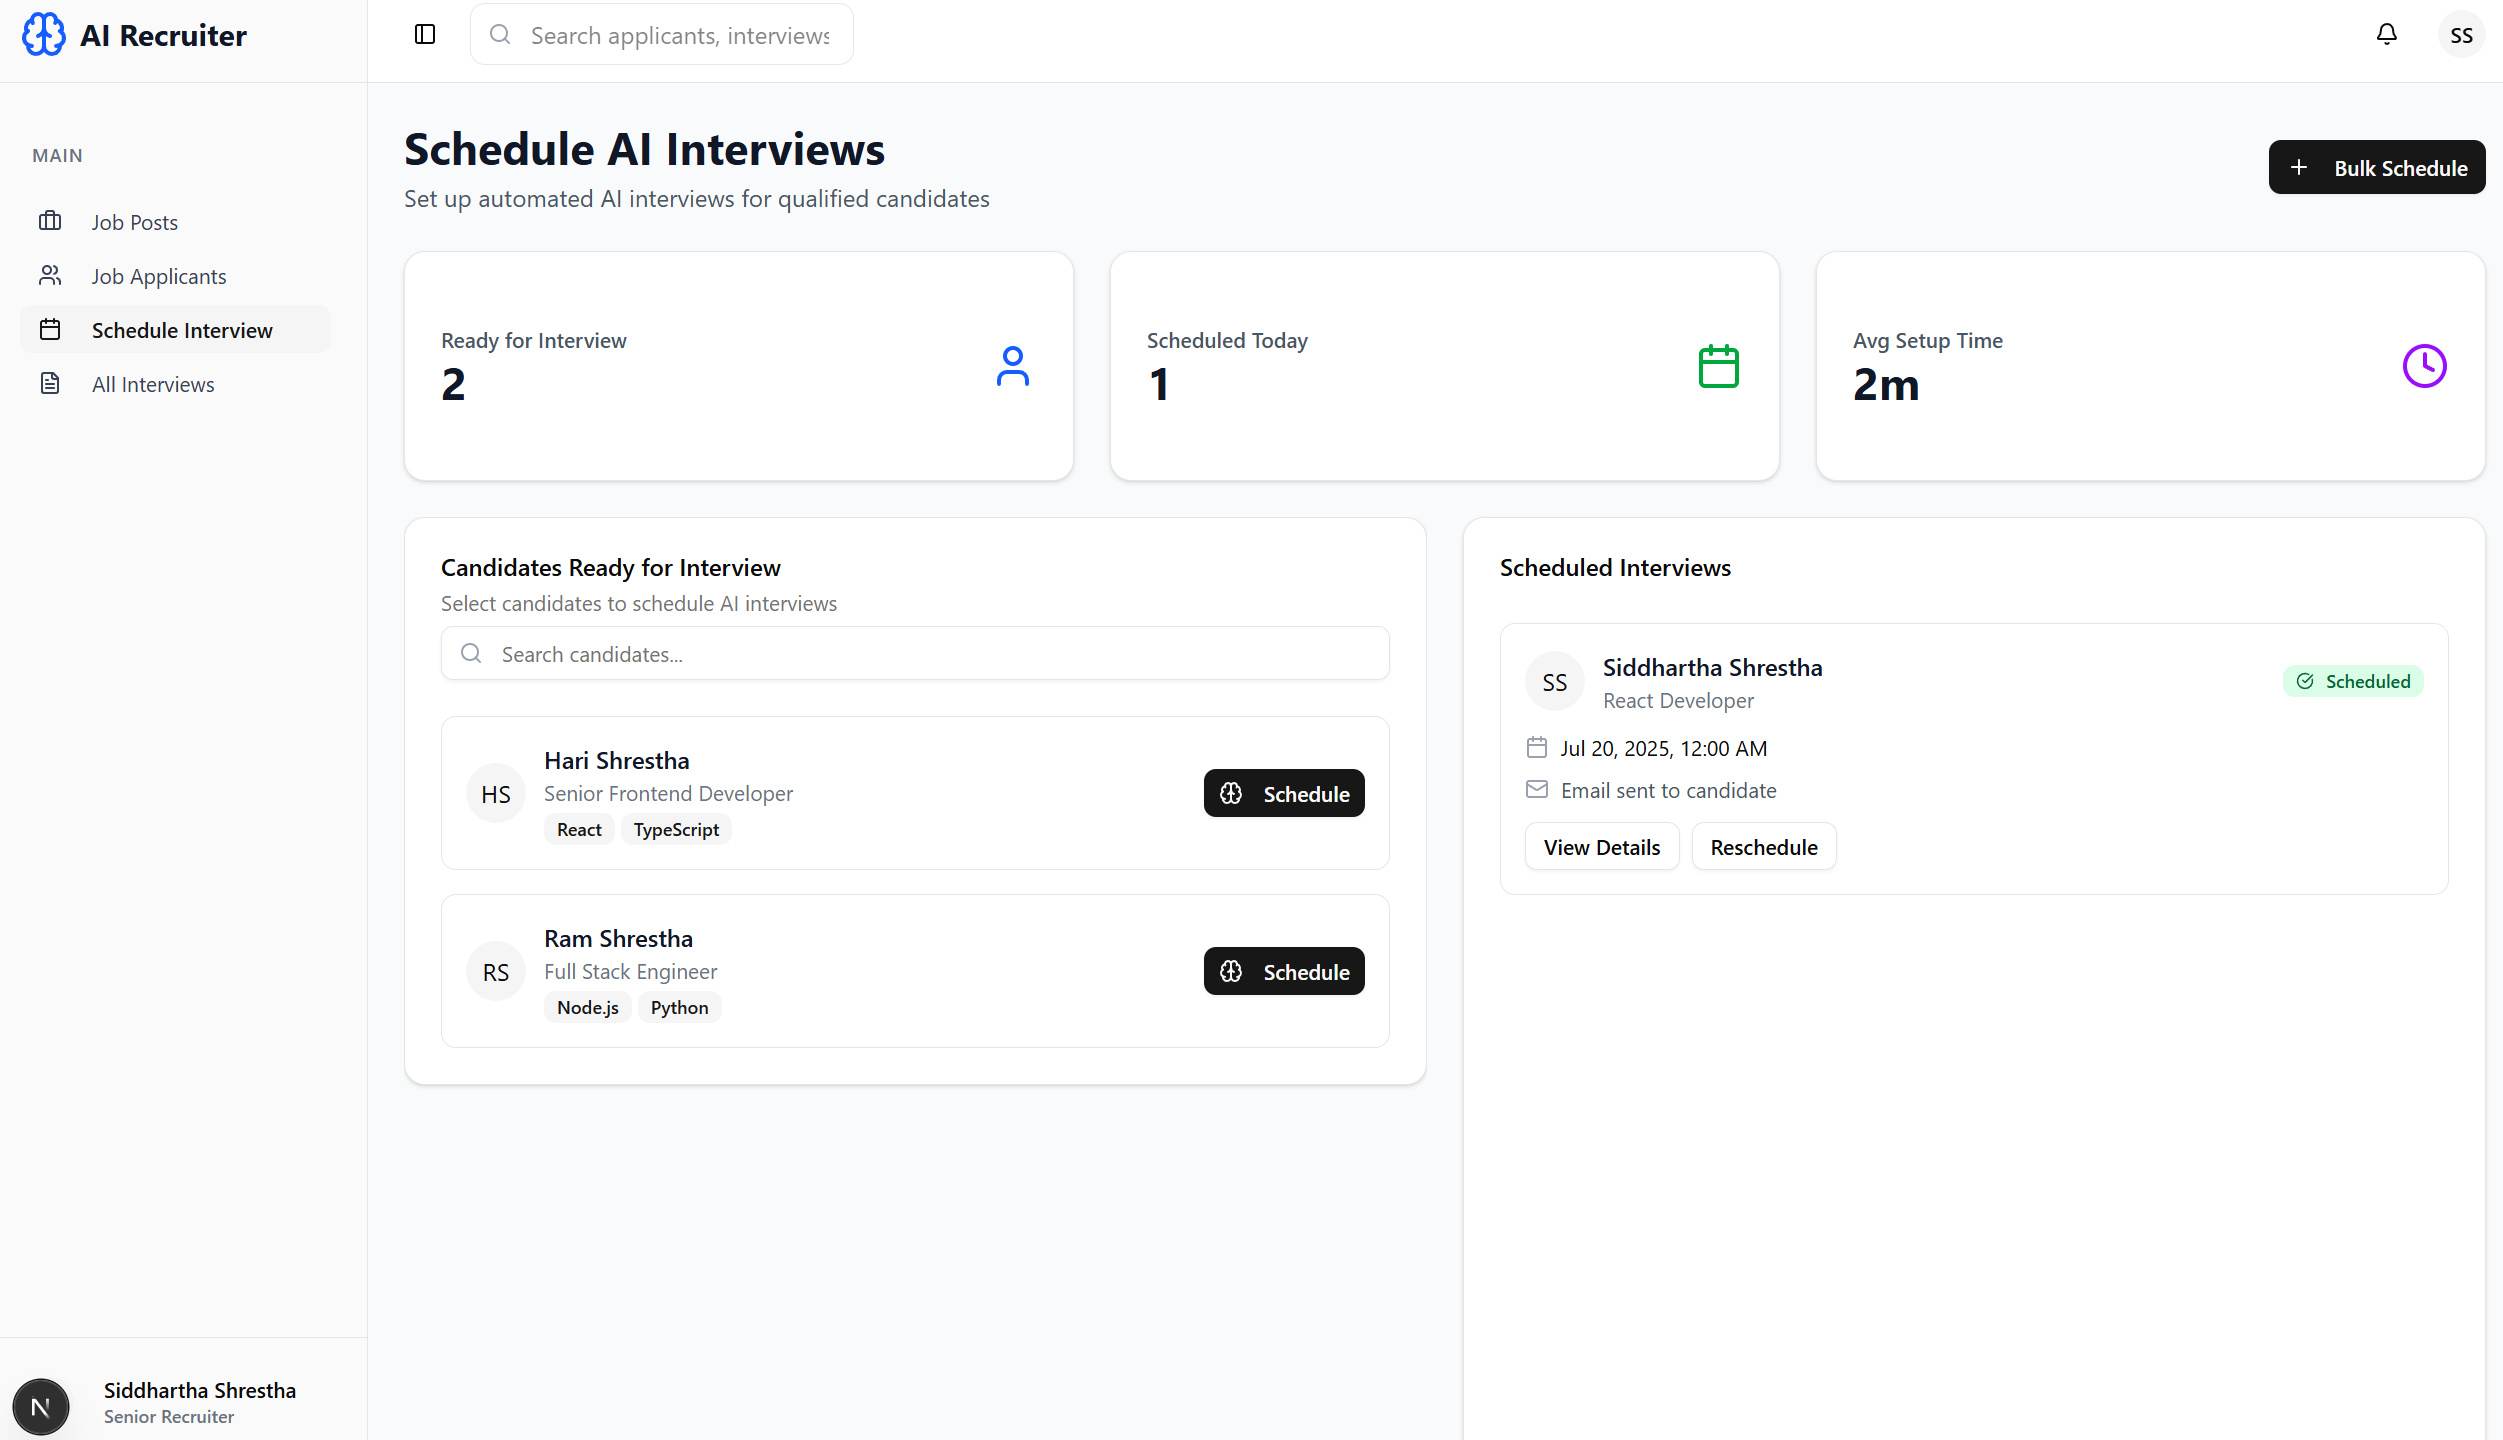 AI Recruiter
Search applicants, interviews
SS
MAIN
Job Posts
Job Applicants
Schedule Interview
All Interviews
Schedule AI Interviews
Set up automated AI interviews for qualified candidates
Bulk Schedule
Ready for Interview
2
Scheduled Today
1
Avg Setup Time
2m
Candidates Ready for Interview
Select candidates to schedule AI interviews
Search candidates...
HS
Hari Shrestha
Senior Frontend Developer
React TypeScript
Schedule
RS
Ram Shrestha
Full Stack Engineer
Node.js Python
Schedule
Scheduled Interviews
SS
Siddhartha Shrestha
React Developer
Scheduled
Jul 20, 2025, 12:00 AM
Email sent to candidate
View Details Reschedule
N
Siddhartha Shrestha
Senior Recruiter